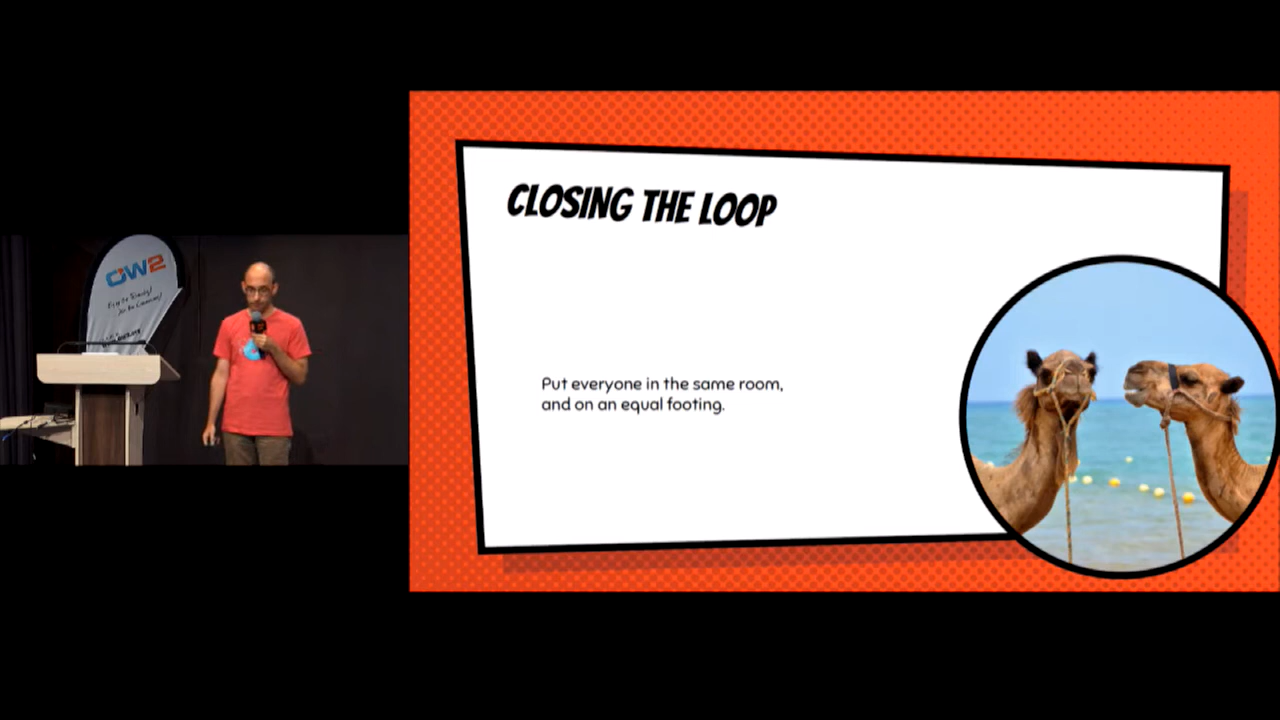 OW2
CLOSING THE LOOP
Put everyone in the same room,
and on an equal footing.